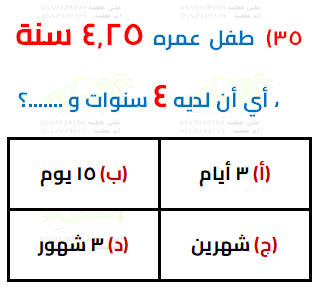 ٣٥) طفل عمره ٤,٢٥ سنة
، أي أن لديه ٤ سنوات و .......؟
(أ) ٣ أيام
(ب) ١٥ يوم
(ج) شهرين
(د) ٣ شهور